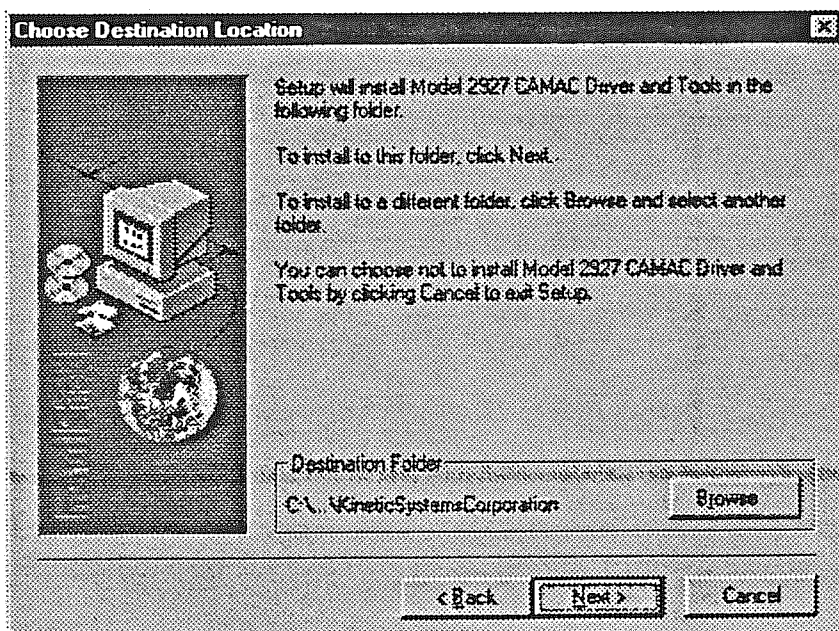 Choose Destination Location
Setup will install Model 2927 CAMAC Driver and Tools in the
following folder.
To install to this folder, click Next.
To install to a different folder, click Browse and select another
folder.
You can choose not to install Model 2927 CAMAC Driver and
Tools by clicking Cancel to exit Setup.
Destination Folder
C:\...\KineticSystemsCorporation
Browse
< Back
Next >
Cancel